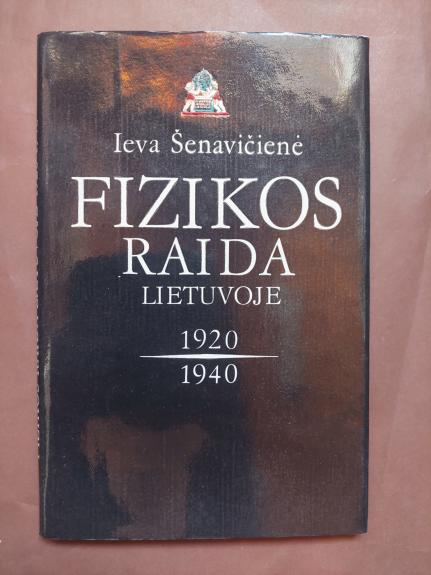 Ieva Šenavičienė
FIZIKOS
RAIDA
LIETUVOJE
1920
1940